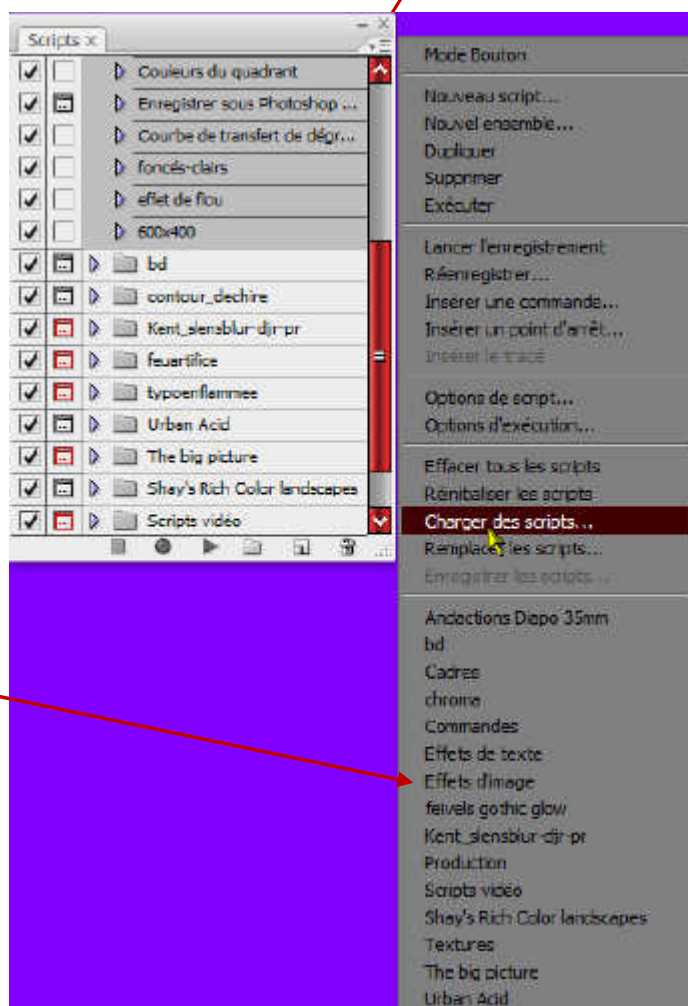 Scripts
Couleurs du quadrant
Enregistrer sous Photoshop ...
Courbe de transfert de dégr...
foncés-clairs
effet de flou
600x400
bd
contour_dechire
Kent_slensblur-djr-pr
feuartifice
typoenflammee
Urban Acid
The big picture
Shay's Rich Color landscapes
Scripts vidéo
Mode Bouton
Nouveau script...
Nouvel ensemble...
Dupliquer
Supprimer
Exécuter
Lancer l'enregistrement
Réenregistrer...
Insérer une commande...
Insérer un point d'arrêt...
Insérer le tracé
Options de script...
Options d'exécution...
Effacer tous les scripts
Réinitialiser les scripts
Charger des scripts...
Remplacer les scripts...
Enregistrer les scripts...
Andactions Diapo 35mm
bd
Cadres
chroma
Commandes
Effets de texte
Effets d'image
feivels gothic glow
Kent_slensblur-djr-pr
Production
Scripts vidéo
Shay's Rich Color landscapes
Textures
The big picture
Urban Acid